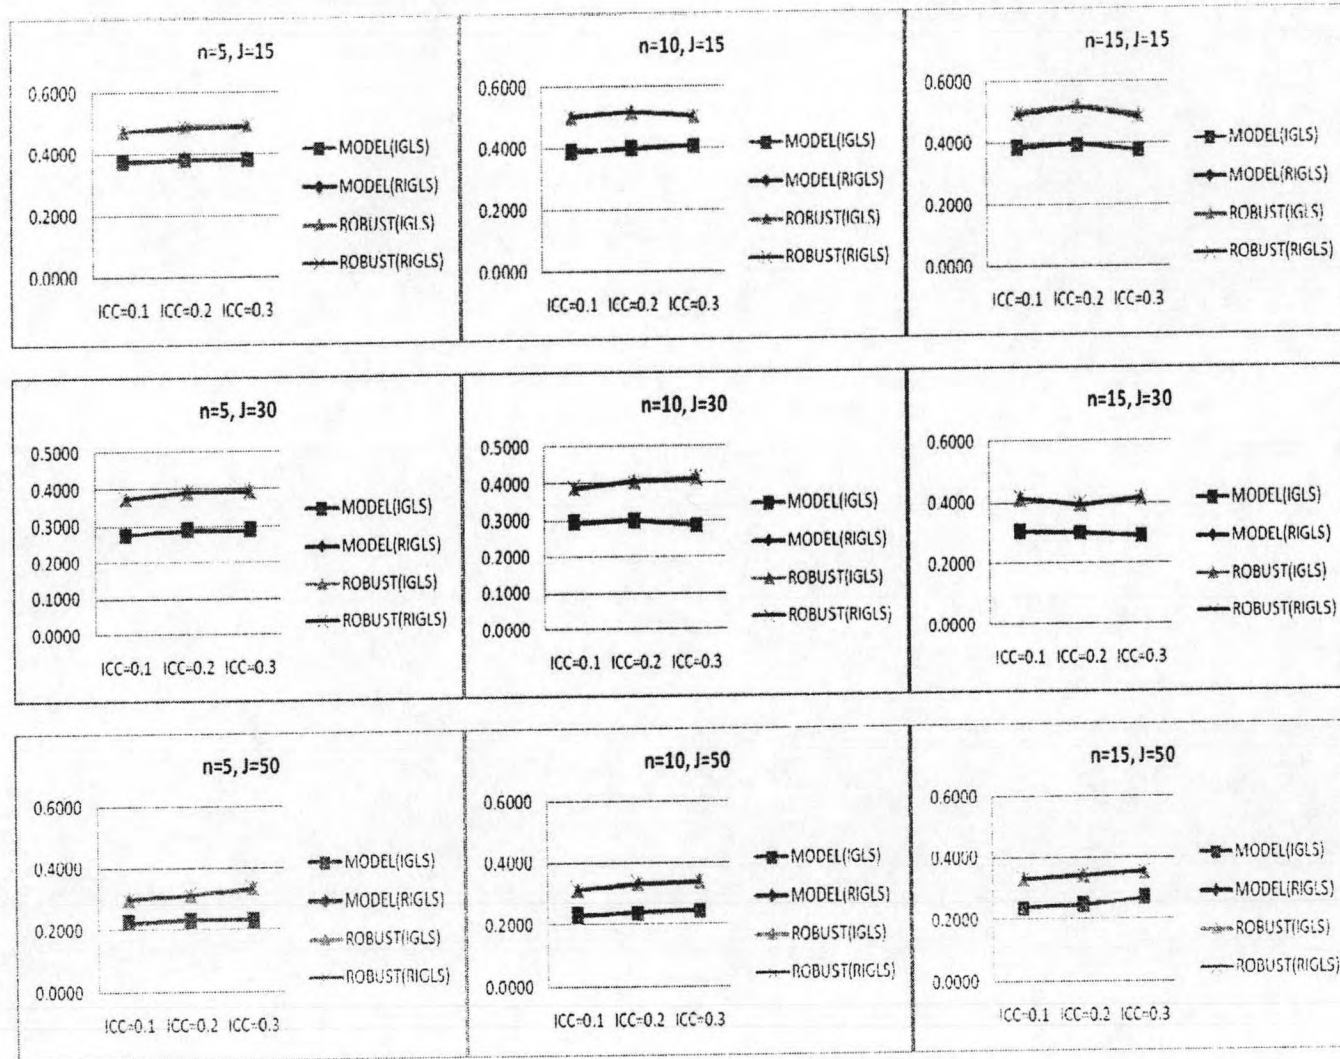 n=5, J=15
0.6000
0.4000
0.2000
0.0000
ICC=0.1 ICC=0.2 ICC=0.3
MODEL(IGLS)
MODEL(RIGLS)
ROBUST(IGLS)
ROBUST(RIGLS)
n=10, J=15
0.6000
0.4000
0.2000
0.0000
ICC=0.1 ICC=0.2 ICC=0.3
MODEL(IGLS)
MODEL(RIGLS)
ROBUST(IGLS)
ROBUST(RIGLS)
n=15, J=15
0.6000
0.4000
0.2000
0.0000
ICC=0.1 ICC=0.2 ICC=0.3
MODEL(IGLS)
MODEL(RIGLS)
ROBUST(IGLS)
ROBUST(RIGLS)
n=5, J=30
0.5000
0.4000
0.3000
0.2000
0.1000
0.0000
ICC=0.1 ICC=0.2 ICC=0.3
MODEL(IGLS)
MODEL(RIGLS)
ROBUST(IGLS)
ROBUST(RIGLS)
n=10, J=30
0.5000
0.4000
0.3000
0.2000
0.1000
0.0000
ICC=0.1 ICC=0.2 ICC=0.3
MODEL(IGLS)
MODEL(RIGLS)
ROBUST(IGLS)
ROBUST(RIGLS)
n=15, J=30
0.6000
0.4000
0.2000
0.0000
ICC=0.1 ICC=0.2 ICC=0.3
MODEL(IGLS)
MODEL(RIGLS)
ROBUST(IGLS)
ROBUST(RIGLS)
n=5, J=50
0.6000
0.4000
0.2000
0.0000
ICC=0.1 ICC=0.2 ICC=0.3
MODEL(IGLS)
MODEL(RIGLS)
ROBUST(IGLS)
ROBUST(RIGLS)
n=10, J=50
0.6000
0.4000
0.2000
0.0000
ICC=0.1 ICC=0.2 ICC=0.3
MODEL(IGLS)
MODEL(RIGLS)
ROBUST(IGLS)
ROBUST(RIGLS)
n=15, J=50
0.6000
0.4000
0.2000
0.0000
ICC=0.1 ICC=0.2 ICC=0.3
MODEL(IGLS)
MODEL(RIGLS)
ROBUST(IGLS)
ROBUST(RIGLS)